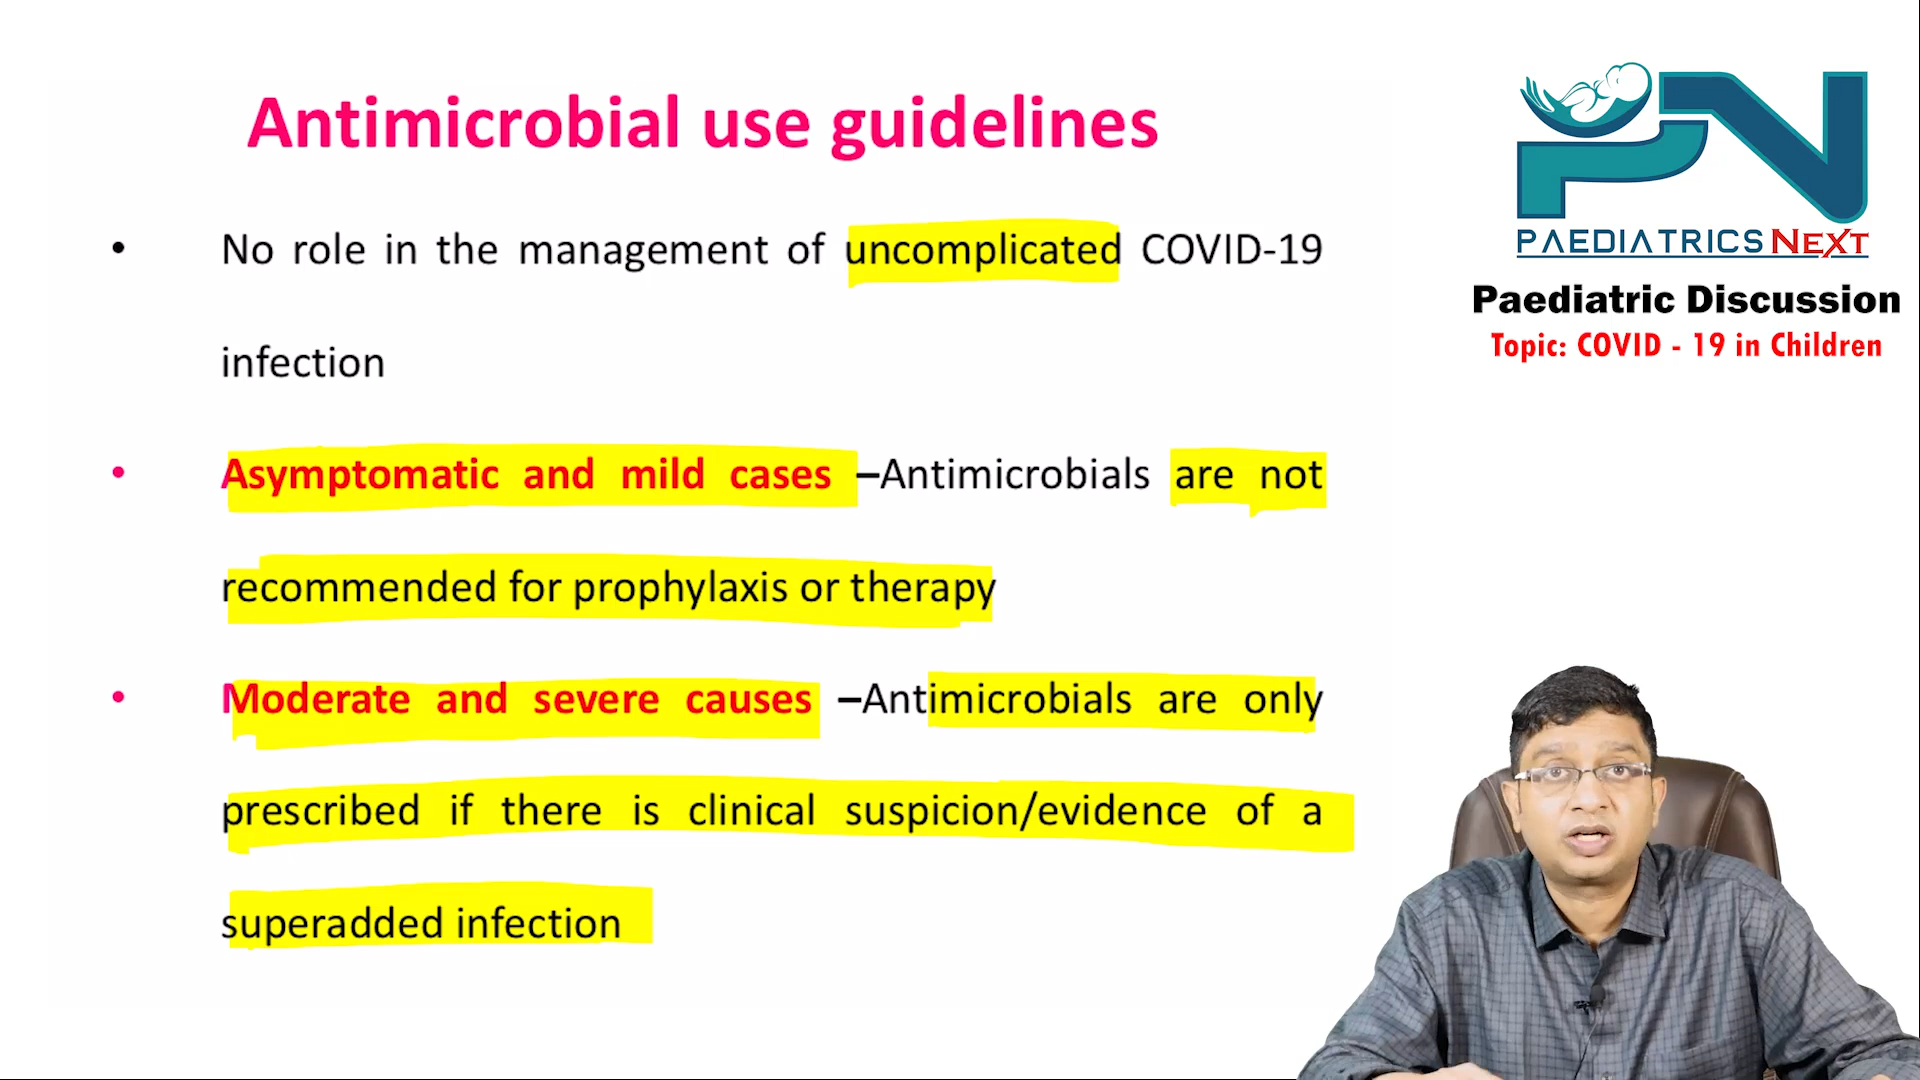 Antimicrobial use guidelines
• No role in the management of uncomplicated COVID-19
infection
• Asymptomatic and mild cases –Antimicrobials are not
recommended for prophylaxis or therapy
• Moderate and severe causes –Antimicrobials are only
prescribed if there is clinical suspicion/evidence of a
superadded infection
PN
PAEDIATRICS NEXT
Paediatric Discussion
Topic: COVID - 19 in Children